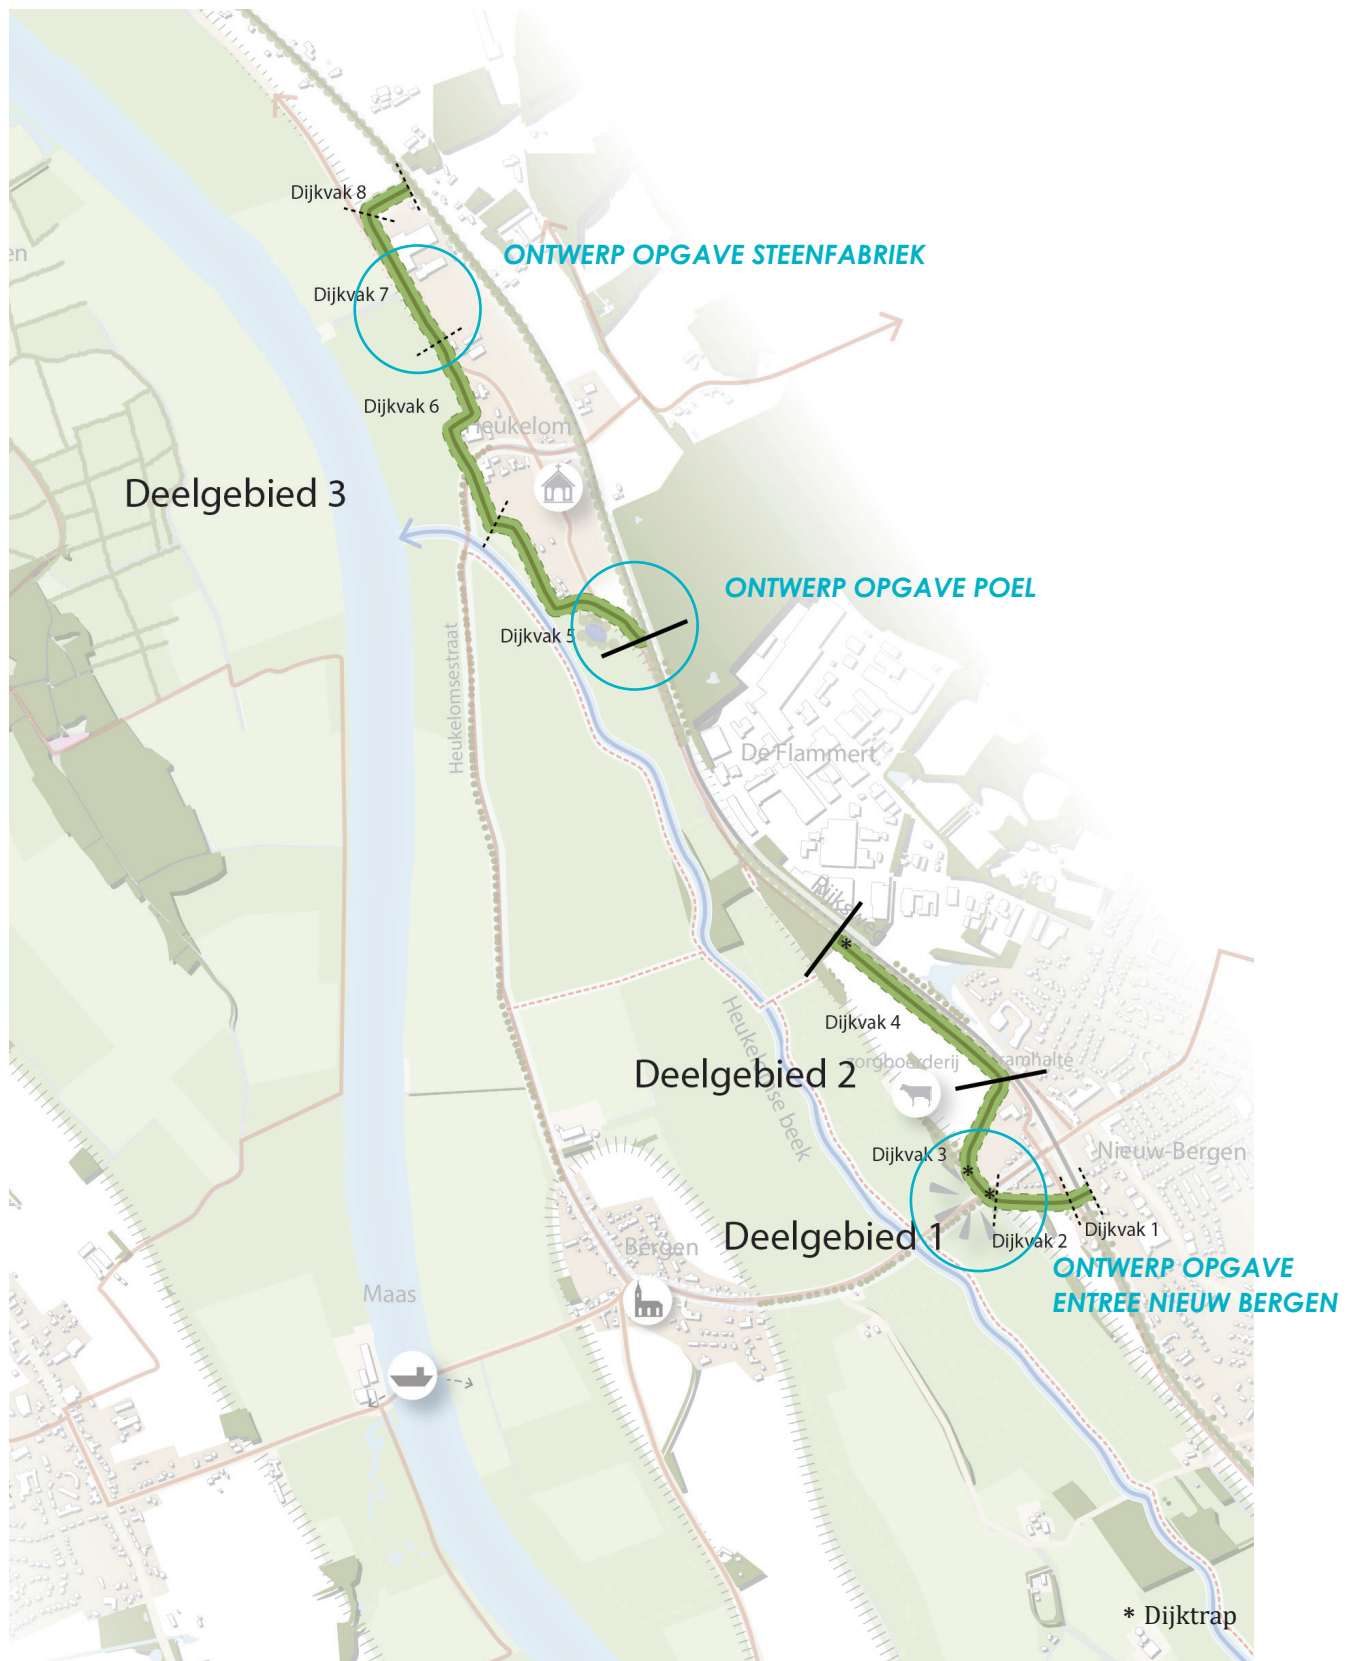 Dijkvak 8
ONTWERP OPGAVE STEENFABRIEK
en
Dijkvak 7
Dijkvak 6
Heukelom
Deelgebied 3
ONTWERP OPGAVE POEL
Dijkvak 5
Heukelomsestraat
De Flammert
Rijksweg
Dijkvak 4
Heukelomse beek
zorgboerderij
tramhalte
Deelgebied 2
Dijkvak 3
Nieuw-Bergen
Deelgebied 1
Dijkvak 2
Dijkvak 1
Bergen
ONTWERP OPGAVE
ENTREE NIEUW BERGEN
Maas
* Dijktrap